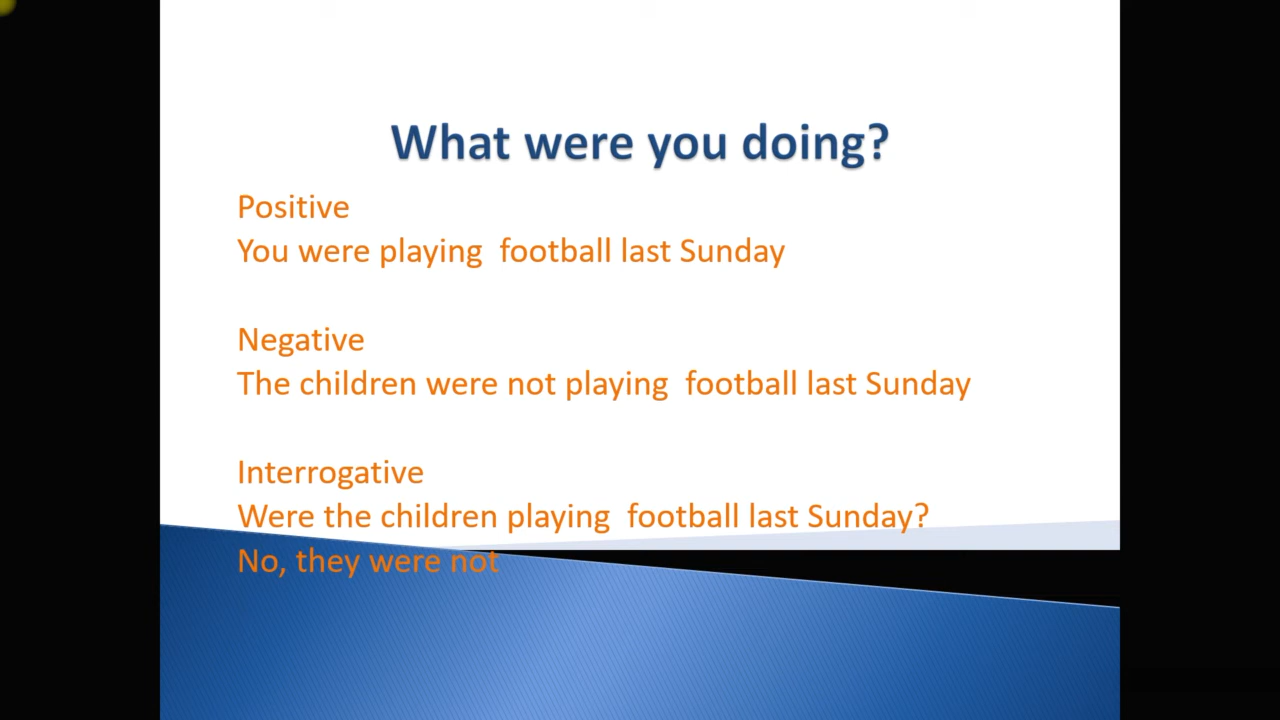 What were you doing?
Positive
You were playing  football last Sunday
Negative
The children were not playing  football last Sunday
Interrogative
Were the children playing  football last Sunday?
No, they were not